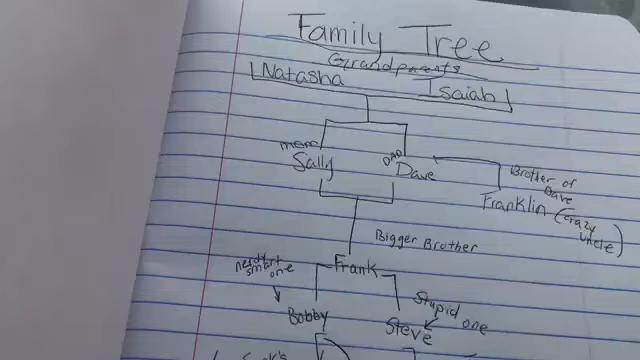 Family Tree
Grandparents
Natasha Isaiah
mom DAD
Sally Dave
Brother of
Dave
Franklin (crazy
uncle)
Bigger Brother
nerdy
smart
one
Frank
Stupid one
Bobby
Steve